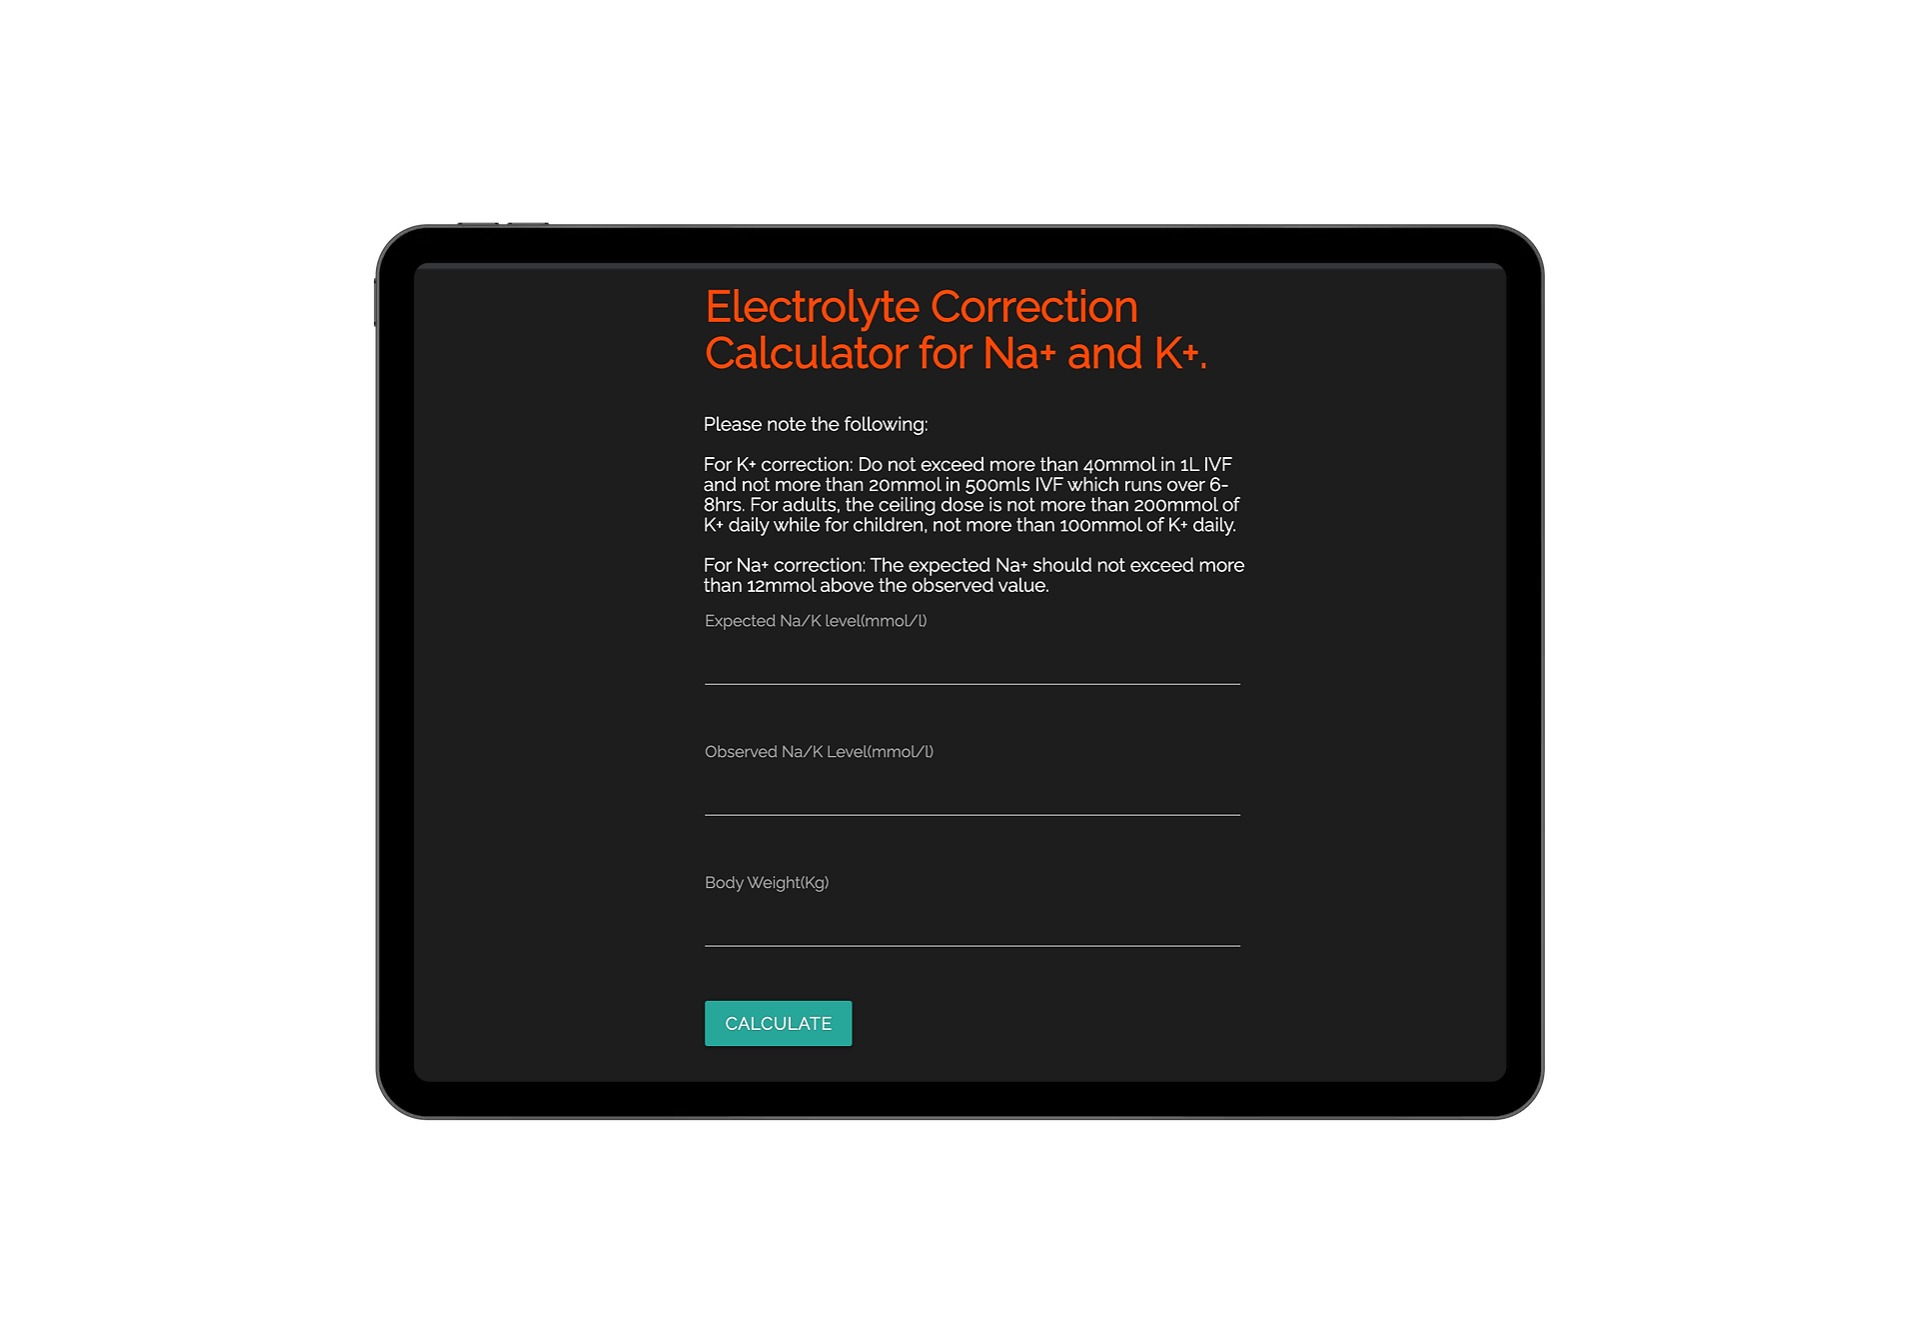 Electrolyte Correction
Calculator for Na+ and K+.
Please note the following:
For K+ correction: Do not exceed more than 40mmol in 1L IVF
and not more than 20mmol in 500mls IVF which runs over 6-
8hrs. For adults, the ceiling dose is not more than 200mmol of
K+ daily while for children, not more than 100mmol of K+ daily.
For Na+ correction: The expected Na+ should not exceed more
than 12mmol above the observed value.
Expected Na/K level(mmol/l)
Observed Na/K Level(mmol/l)
Body Weight(Kg)
CALCULATE